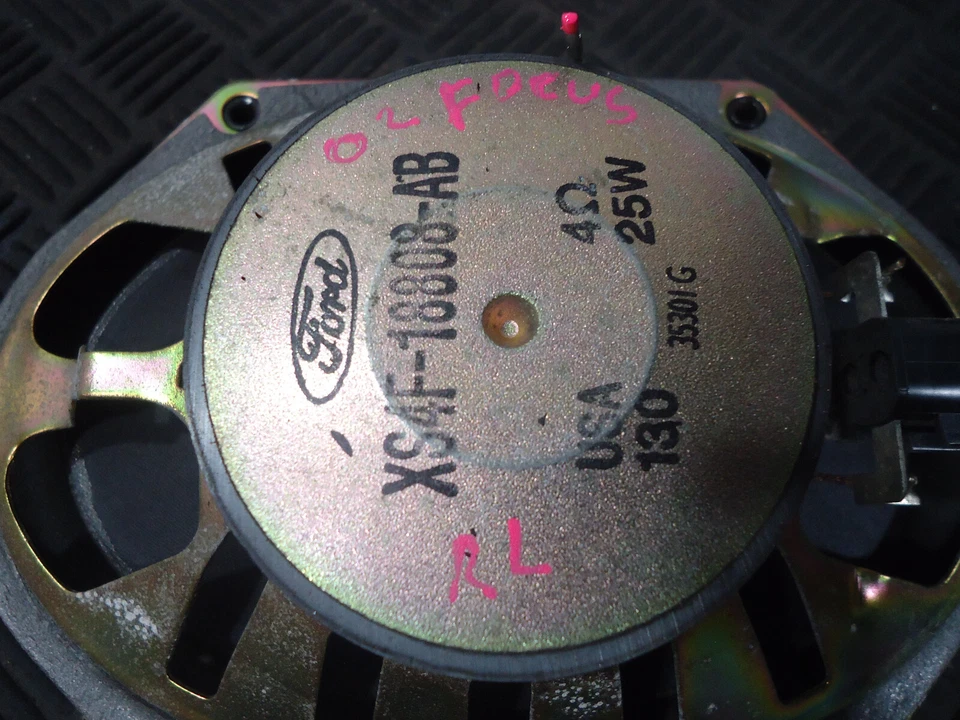 02 FOCUS
Ford
XS4F-18808-AB
4Ω
25W
35301G
USA
130
RL